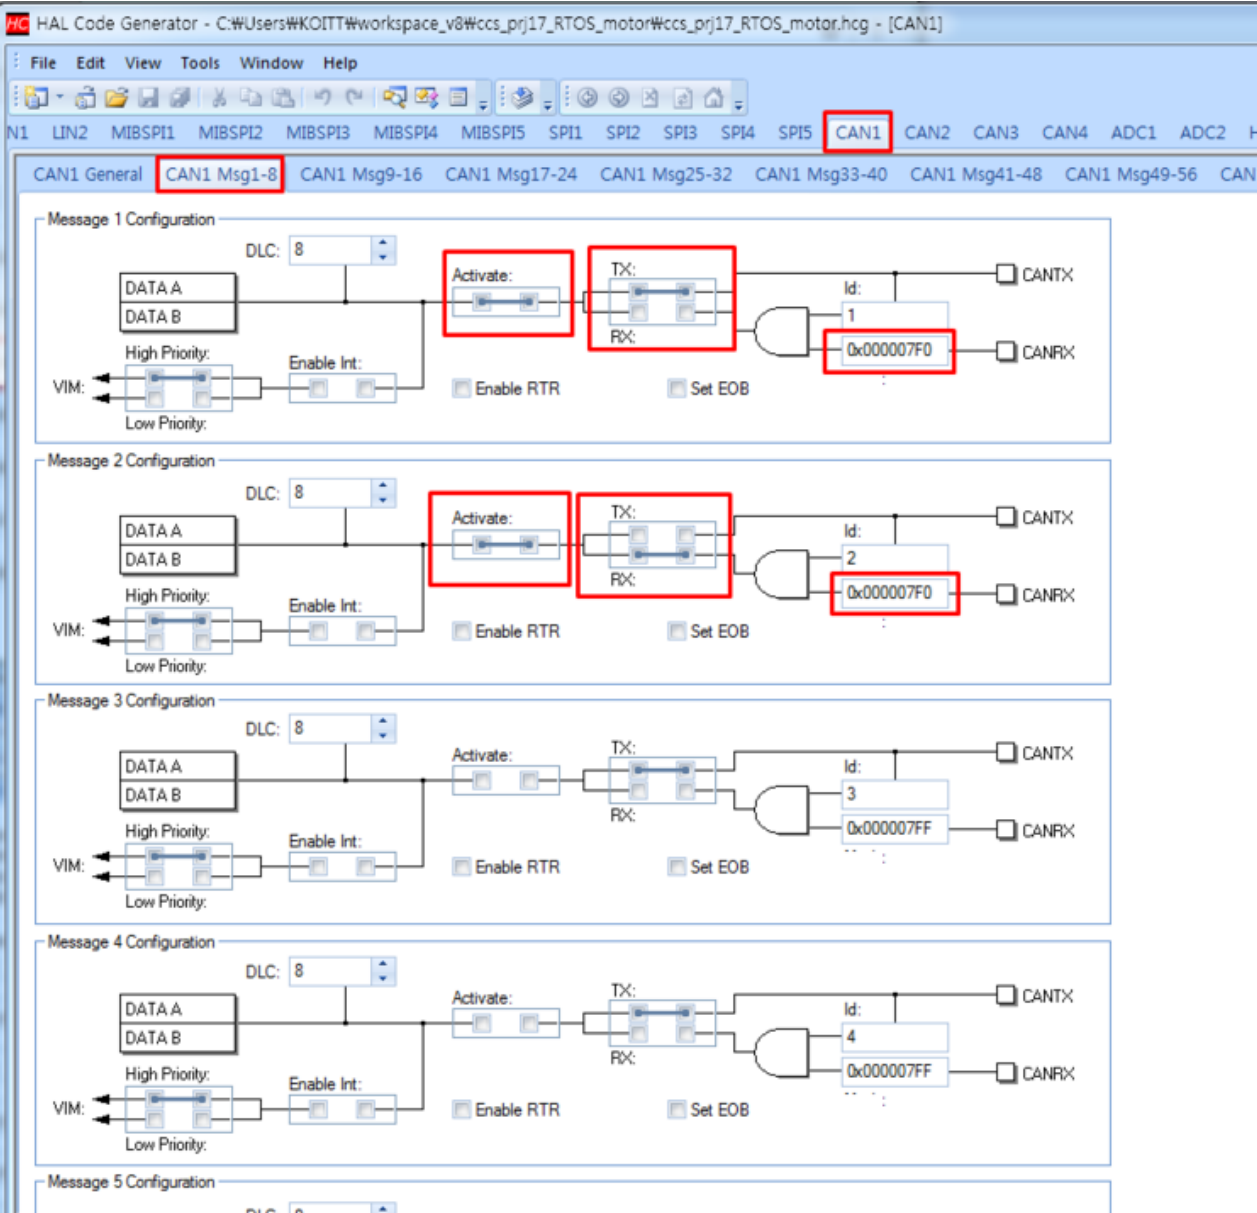 HC HAL Code Generator - C:₩Users₩KOITT₩workspace_v8₩ccs_prj17_RTOS_motor₩ccs_prj17_RTOS_motor.hcg - [CAN1]
File Edit View Tools Window Help
N1 LIN2 MIBSPI1 MIBSPI2 MIBSPI3 MIBSPI4 MIBSPI5 SPI1 SPI2 SPI3 SPI4 SPI5 CAN1 CAN2 CAN3 CAN4 ADC1 ADC2 H
CAN1 General CAN1 Msg1-8 CAN1 Msg9-16 CAN1 Msg17-24 CAN1 Msg25-32 CAN1 Msg33-40 CAN1 Msg41-48 CAN1 Msg49-56 CAN
Message 1 Configuration
DLC: 8
Activate: TX: CANTX
DATA A Id:
DATA B 1
RX:
High Priority: Enable Int: 0x000007F0 CANRX
VIM: Enable RTR Set EOB
Low Priority:
Message 2 Configuration
DLC: 8
Activate: TX: CANTX
DATA A Id:
DATA B 2
RX:
High Priority: Enable Int: 0x000007F0 CANRX
VIM: Enable RTR Set EOB
Low Priority:
Message 3 Configuration
DLC: 8
Activate: TX: CANTX
DATA A Id:
DATA B 3
RX:
High Priority: Enable Int: 0x000007FF CANRX
VIM: Enable RTR Set EOB
Low Priority:
Message 4 Configuration
DLC: 8
Activate: TX: CANTX
DATA A Id:
DATA B 4
RX:
High Priority: Enable Int: 0x000007FF CANRX
VIM: Enable RTR Set EOB
Low Priority:
Message 5 Configuration
DLC: 8